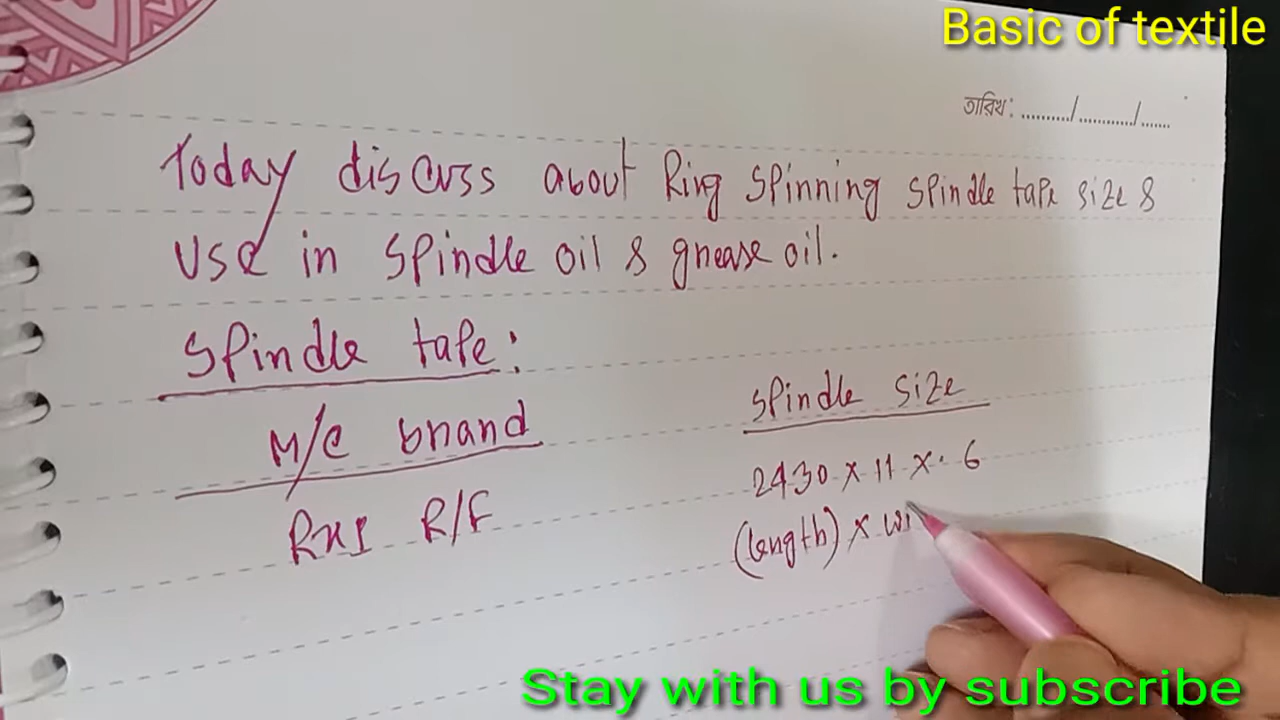 Basic of textile
তারিখ: ........../.........../.......
Today discuss about Ring spinning spindle tape size &
use in spindle oil & grease oil.
Spindle tape:
M/C brand
Spindle size
RXI R/F
2430 x 11 x .6
(length) x wi
Stay with us by subscribe